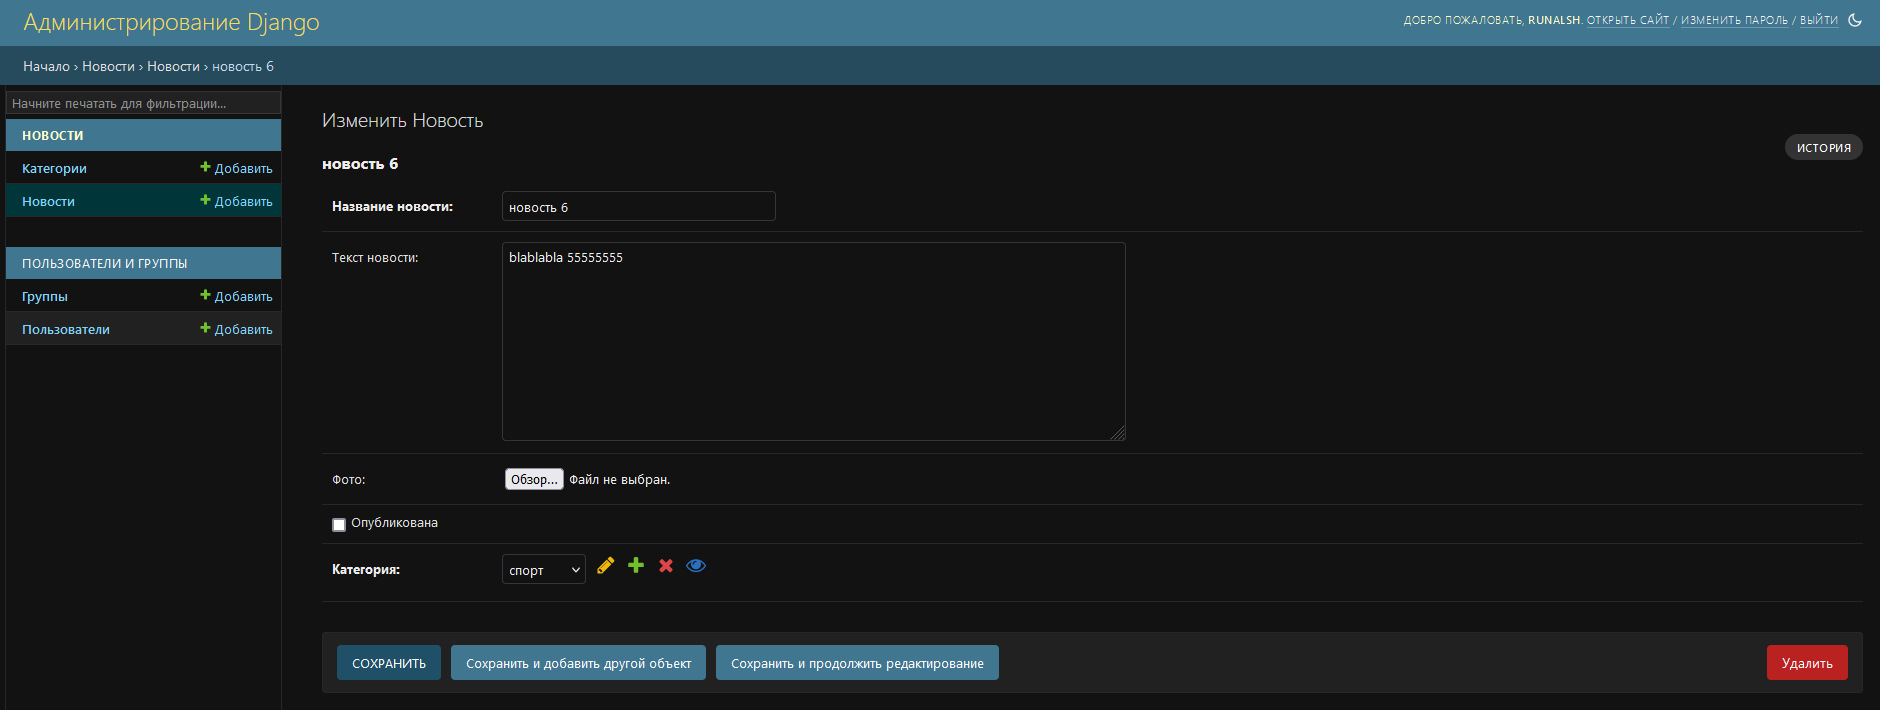 Администрирование Django
ДОБРО ПОЖАЛОВАТЬ, RUNALSH. ОТКРЫТЬ САЙТ / ИЗМЕНИТЬ ПАРОЛЬ / ВЫЙТИ
Начало › Новости › Новости › новость 6
Начните печатать для фильтрации...
НОВОСТИ
Категории Добавить
Новости Добавить
ПОЛЬЗОВАТЕЛИ И ГРУППЫ
Группы Добавить
Пользователи Добавить
Изменить Новость
ИСТОРИЯ
новость 6
Название новости: новость 6
Текст новости: blablabla 55555555
Фото: Обзор... Файл не выбран.
Опубликована
Категория: спорт
СОХРАНИТЬ Сохранить и добавить другой объект Сохранить и продолжить редактирование Удалить